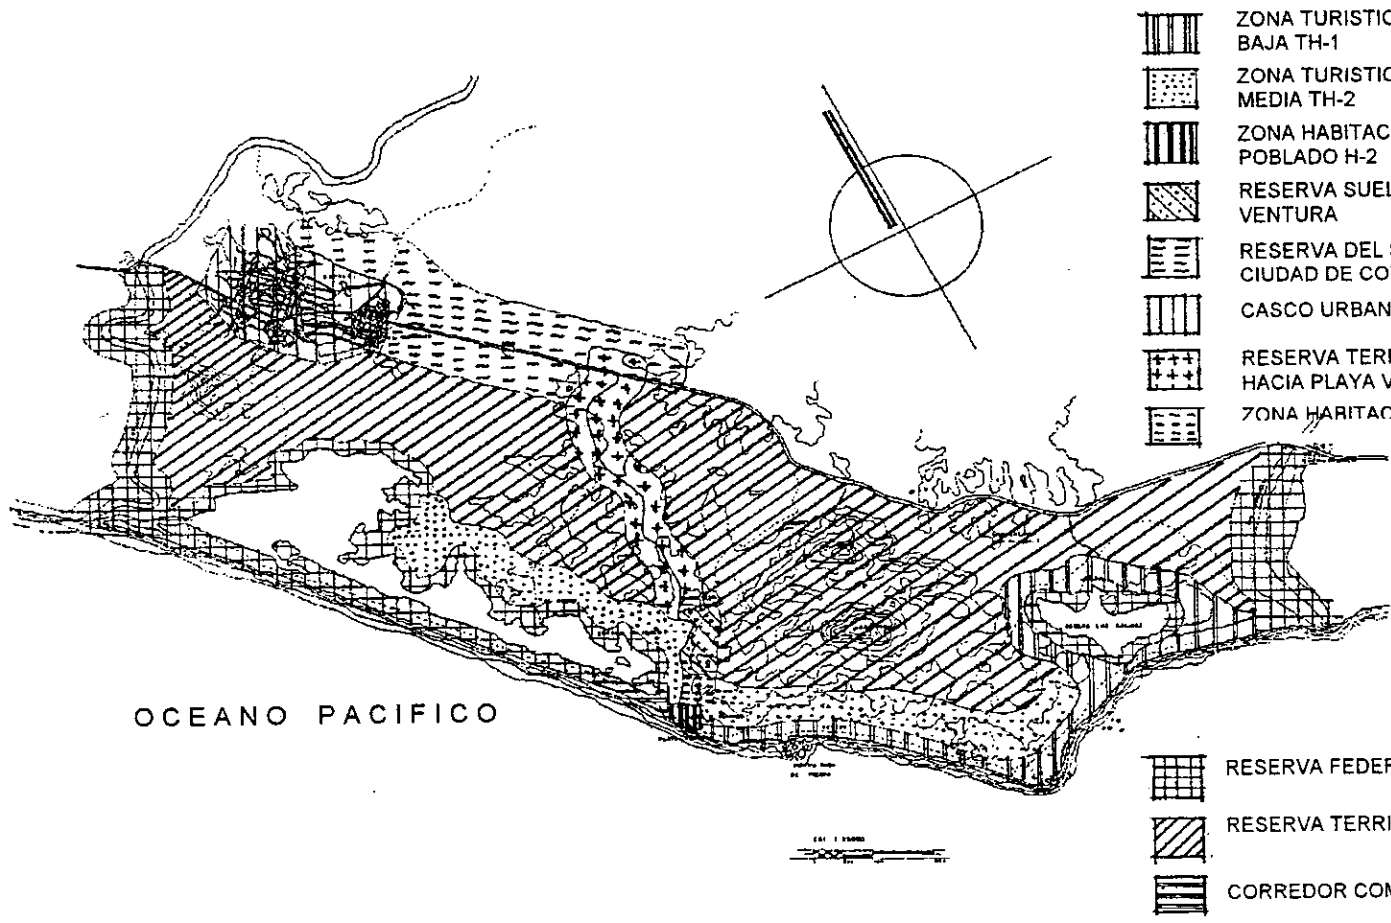 ZONA TURISTIC
BAJA TH-1
ZONA TURISTIC
MEDIA TH-2
ZONA HABITAC
POBLADO H-2
RESERVA SUEL
VENTURA
RESERVA DEL
CIUDAD DE CO
CASCO URBAN
RESERVA TERI
HACIA PLAYA V
ZONA HABITAC
OCEANO PACIFICO
RESERVA FEDER
RESERVA TERRI
CORREDOR COM